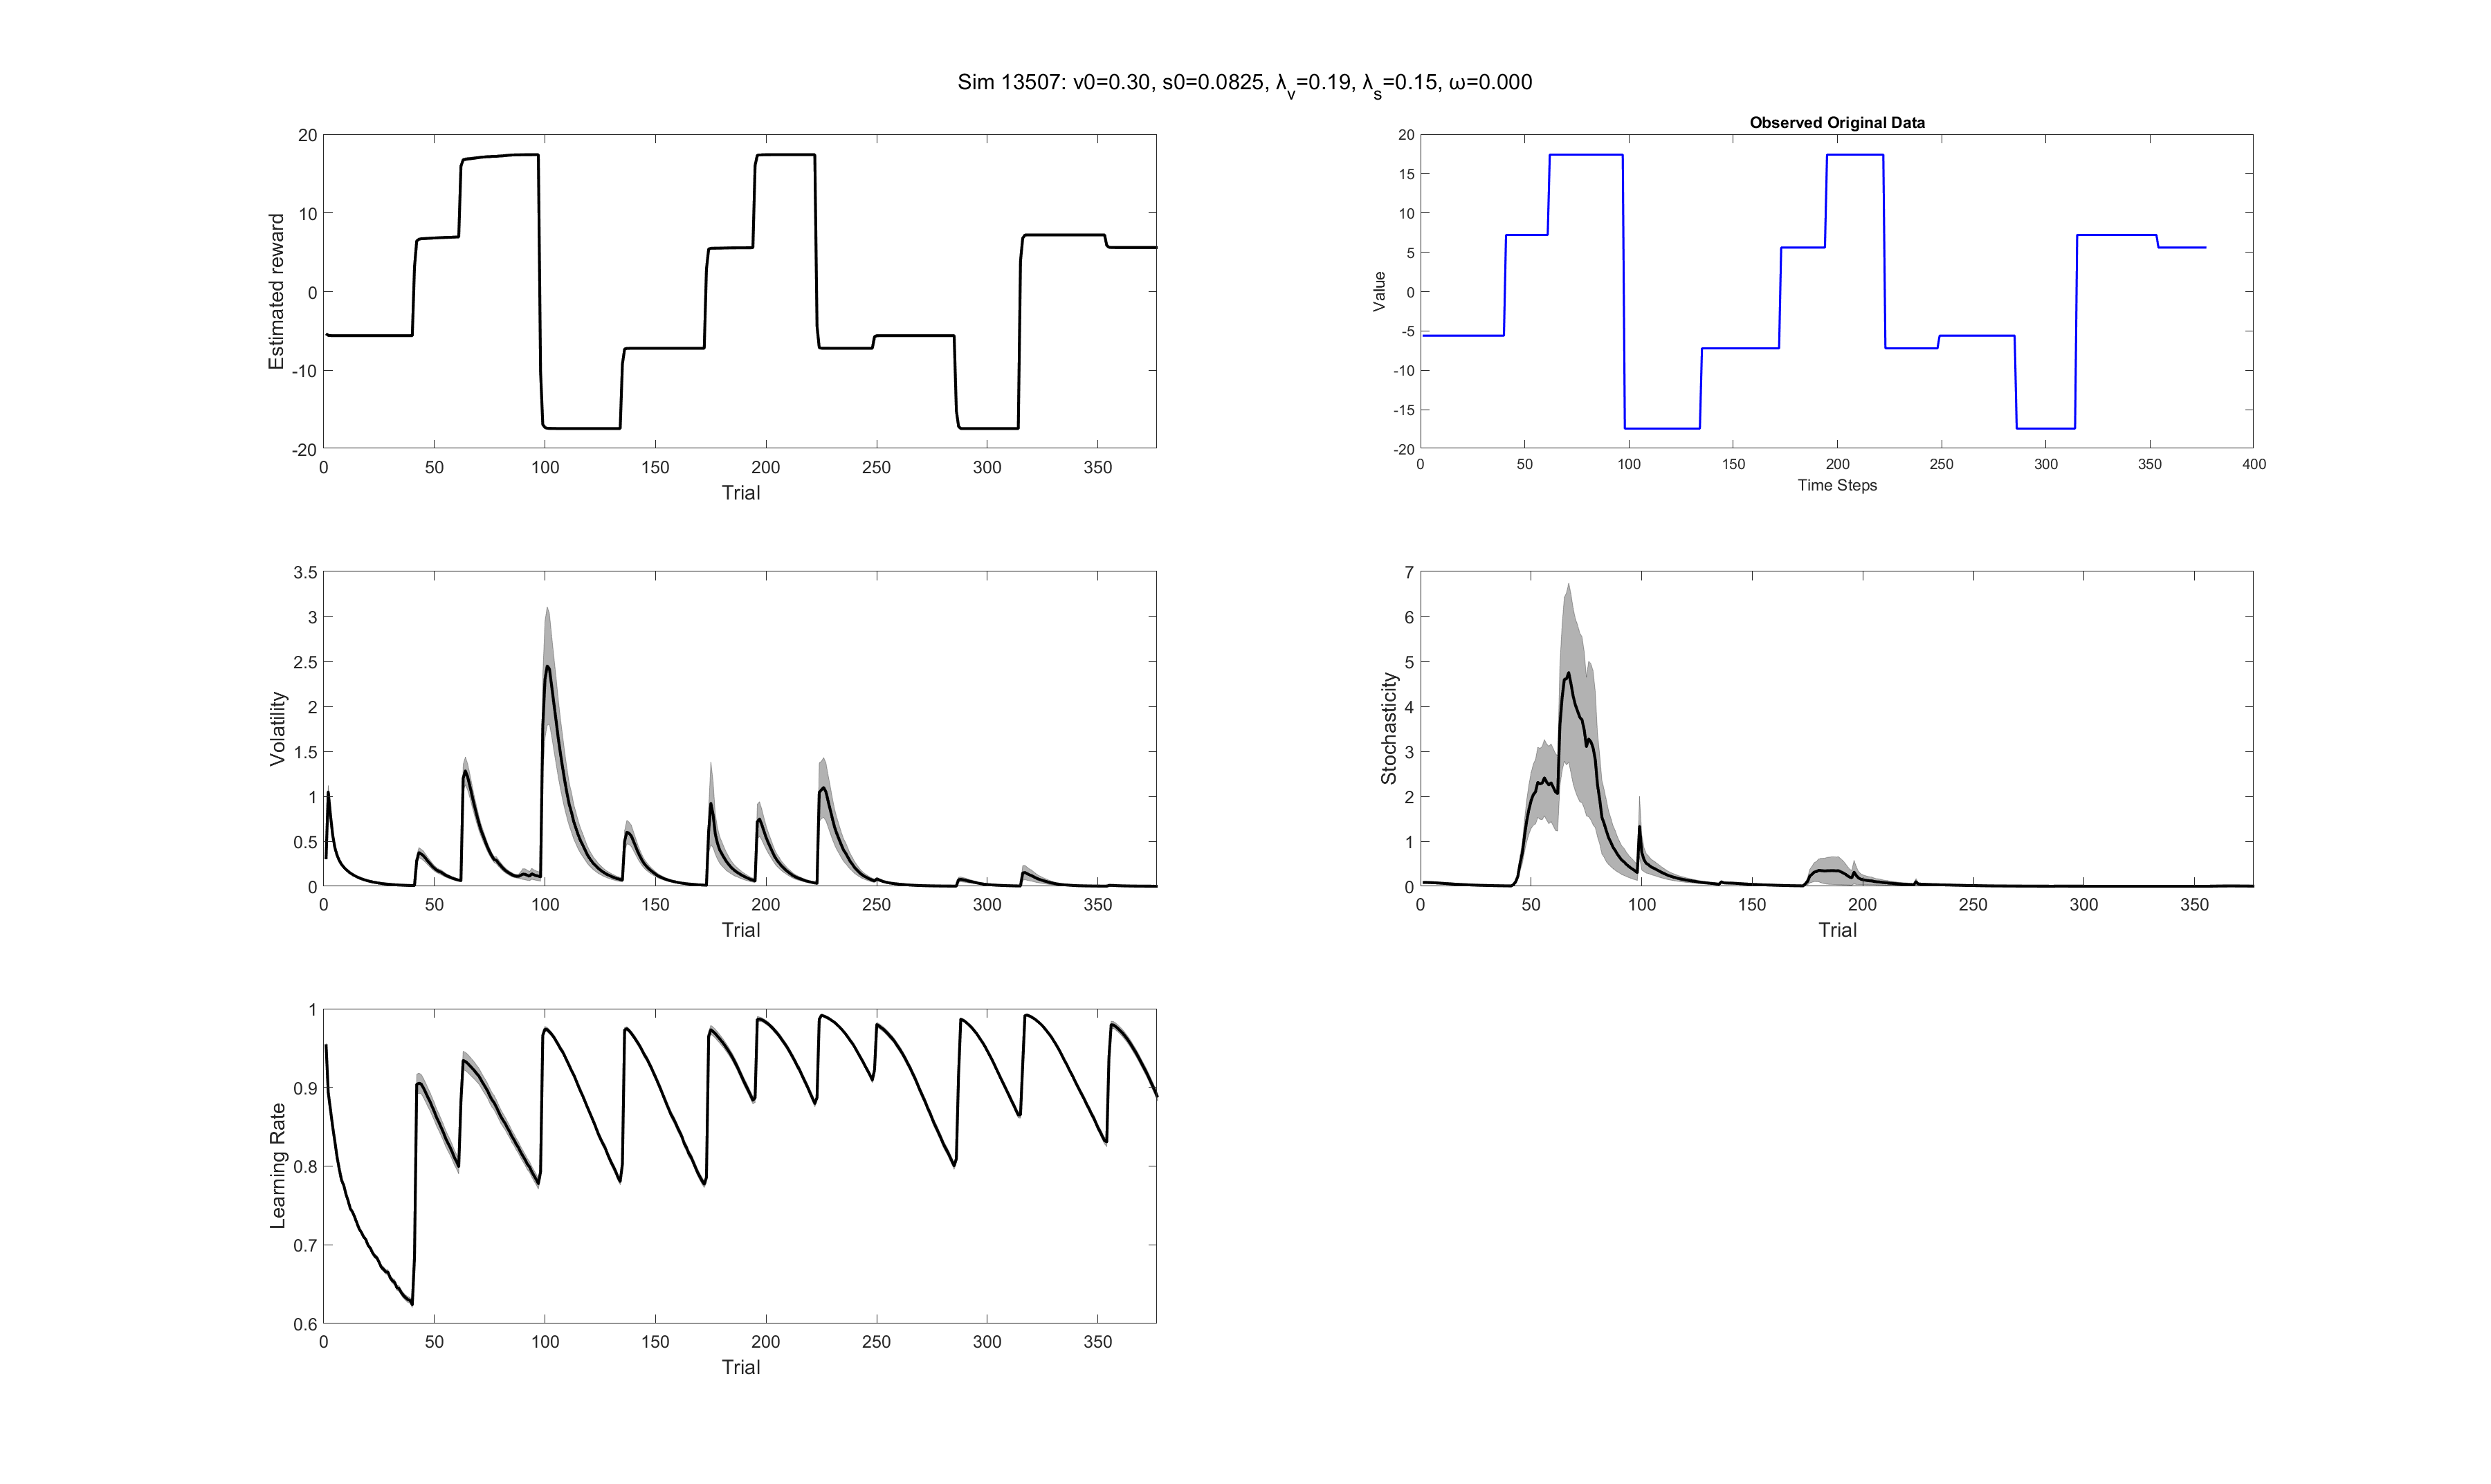 Sim 13507: v0=0.30, s0=0.0825, λ_v=0.19, λ_s=0.15, ω=0.000
20
10
0
-10
-20
Estimated reward
0 50 100 150 200 250 300 350
Trial
Observed Original Data
20
15
10
5
0
-5
-10
-15
-20
Value
0 50 100 150 200 250 300 350 400
Time Steps
3.5
3
2.5
2
1.5
1
0.5
0
Volatility
0 50 100 150 200 250 300 350
Trial
7
6
5
4
3
2
1
0
Stochasticity
0 50 100 150 200 250 300 350
Trial
1
0.9
0.8
0.7
0.6
Learning Rate
0 50 100 150 200 250 300 350
Trial